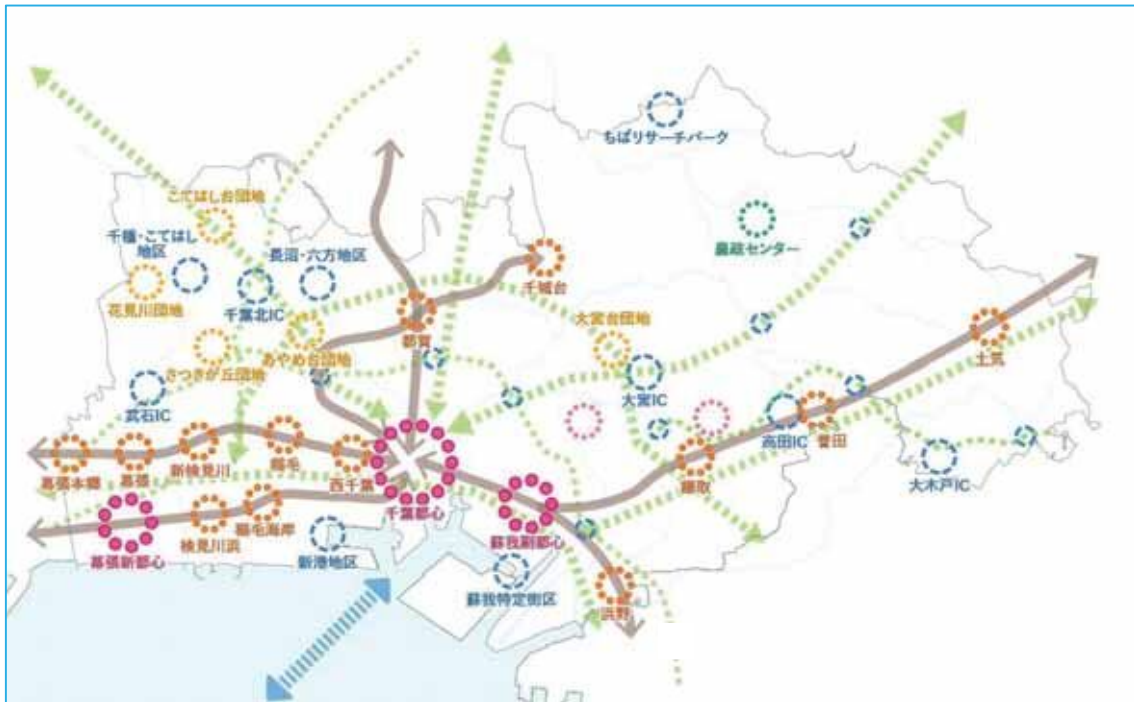 ちばリサーチパーク
こてはし台団地
千種・こてはし
地区
長沼・六方地区
農政センター
千城台
花見川団地
千葉北IC
大宮台団地
都賀
あやめ台団地
さつきが丘団地
土気
武石IC
大宮IC
高田IC
誉田
幕張本郷
幕張
新検見川
稲毛
西千葉
鎌取
大木戸IC
千葉都心
幕張新都心
検見川浜
稲毛海岸
新港地区
蘇我副都心
蘇我特定街区
浜野